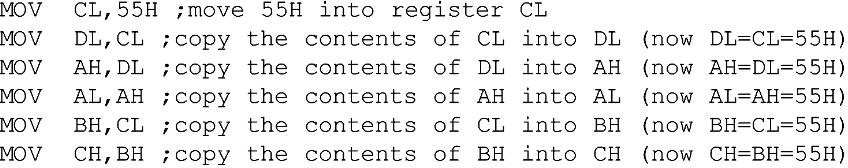 MOV CL,55H ;move 55H into register CL
MOV DL,CL ;copy the contents of CL into DL (now DL=CL=55H)
MOV AH,DL ;copy the contents of DL into AH (now AH=DL=55H)
MOV AL,AH ;copy the contents of AH into AL (now AL=AH=55H)
MOV BH,CL ;copy the contents of CL into BH (now BH=CL=55H)
MOV CH,BH ;copy the contents of BH into CH (now CH=BH=55H)